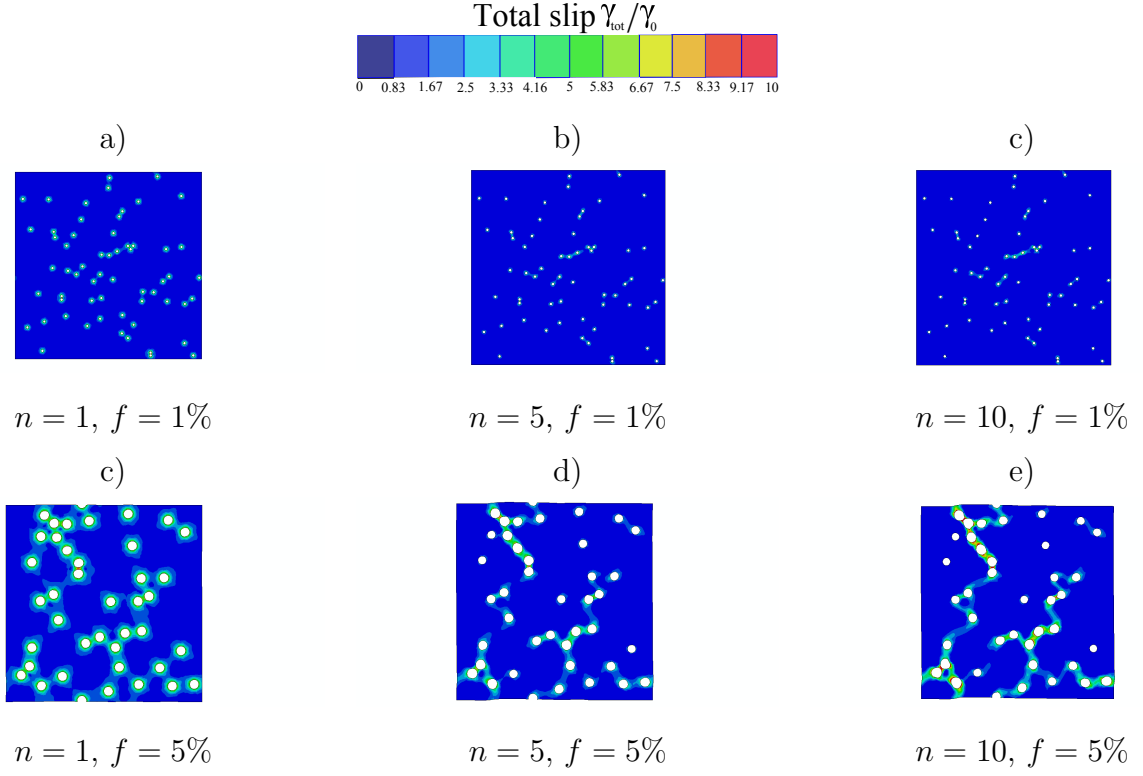 Total slip γtot/γ0
0 0.83 1.67 2.5 3.33 4.16 5 5.83 6.67 7.5 8.33 9.17 10
a) b) c)
n = 1, f = 1% n = 5, f = 1% n = 10, f = 1%
c) d) e)
n = 1, f = 5% n = 5, f = 5% n = 10, f = 5%